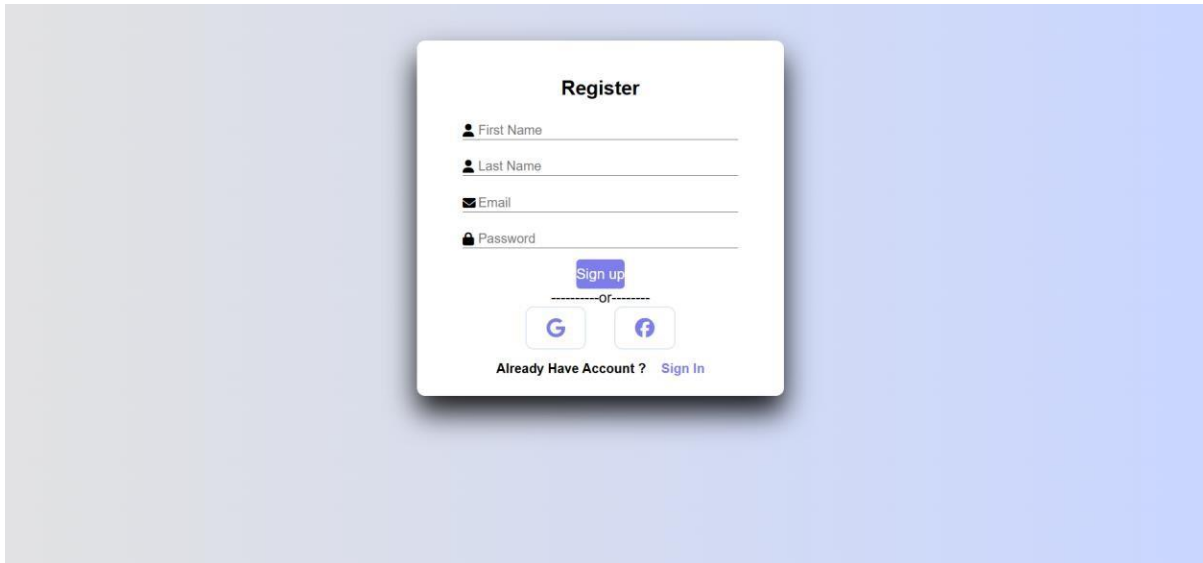 Register
First Name
Last Name
Email
Password
Sign up
----------or--------
Already Have Account ? Sign In